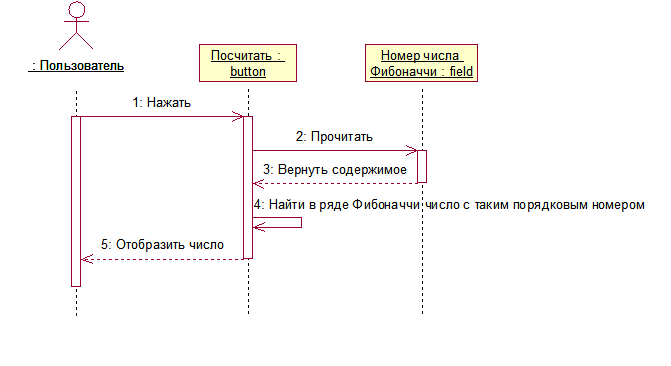 : Пользователь
Посчитать :
button
Номер числа
Фибоначчи : field
1: Нажать
2: Прочитать
3: Вернуть содержимое
4: Найти в ряде Фибоначчи число с таким порядковым номером
5: Отобразить число